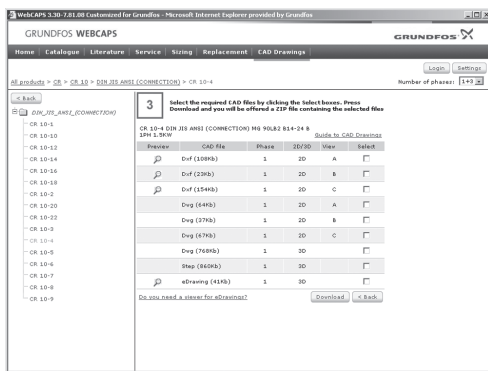 WebCAPS 3.30-7.81.08 Customized for Grundfos - Microsoft Internet Explorer provided by Grundfos
GRUNDFOS WEBCAPS
GRUNDFOS
Home | Catalogue | Literature | Service | Sizing | Replacement | CAD Drawings
Login Settings
All products > CR > CR 10 > DIN JIS ANSI (CONNECTION) > CR 10-4
Number of phases: 1+3
< Back
DIN_JIS_ANSI_(CONNECTION)
CR 10-1
CR 10-10
CR 10-12
CR 10-14
CR 10-16
CR 10-18
CR 10-2
CR 10-20
CR 10-22
CR 10-3
CR 10-4
CR 10-5
CR 10-6
CR 10-7
CR 10-8
CR 10-9
3
Select the required CAD files by clicking the Select boxes. Press
Download and you will be offered a ZIP file containing the selected files
CR 10-4 DIN JIS ANSI (CONNECTION) MG 90LB2 B14-24 B
1PH 1,5KW
Guide to CAD Drawings
Preview CAD file Phase 2D/3D View Select
Dxf (108Kb) 1 2D A
Dxf (23Kb) 1 2D B
Dxf (154Kb) 1 2D C
Dwg (64Kb) 1 2D A
Dwg (37Kb) 1 2D B
Dwg (67Kb) 1 2D C
Dwg (768Kb) 1 3D
Step (860Kb) 1 3D
eDrawing (41Kb) 1 3D
Do you need a viewer for eDrawings?
Download < Back